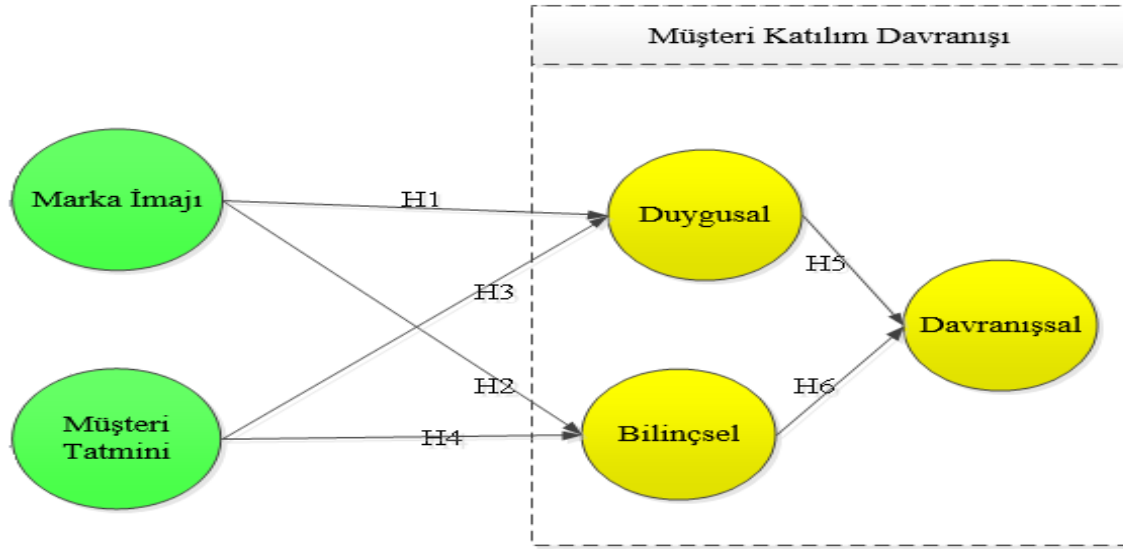 Müşteri Katılım Davranışı
Marka İmajı
H1
Duygusal
H3
H5
Davranışsal
H2
H6
Müşteri
Tatmini
H4
Bilinçsel